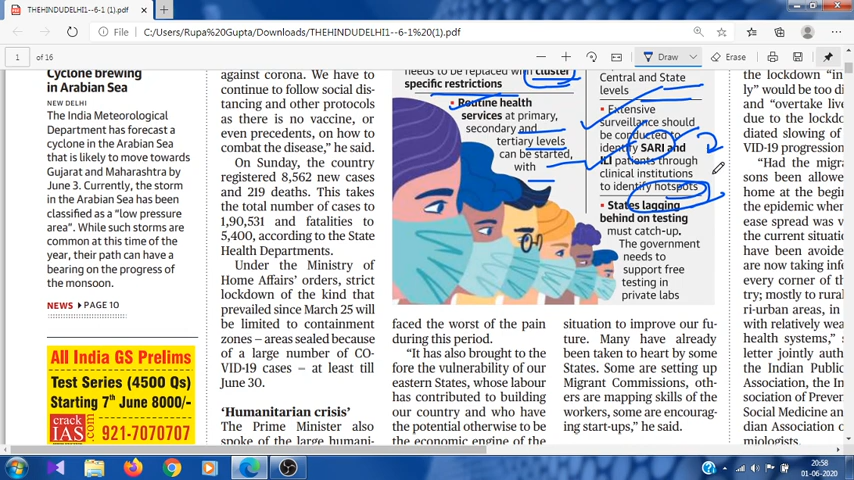 THEHINDUDELHI1--6-1 (1).pdf
File
C:/Users/Rupa%20Gupta/Downloads/THEHINDUDELHI1--6-1%20(1).pdf
1
of 16
Draw
Erase
Cyclone brewing
in Arabian Sea
NEW DELHI
The India Meteorological
Department has forecast a
cyclone in the Arabian Sea
that is likely to move towards
Gujarat and Maharashtra by
June 3. Currently, the storm
in the Arabian Sea has been
classified as a "low pressure
area". While such storms are
common at this time of the
year, their path can have a
bearing on the progress of
the monsoon.
NEWS PAGE 10
All India GS Prelims
Test Series (4500 Qs)
Starting 7th June 8000/-
crack
IAS
.com
921-7070707
against corona. We have to
continue to follow social dis-
tancing and other protocols
as there is no vaccine, or
even precedents, on how to
combat the disease," he said.
On Sunday, the country
registered 8,562 new cases
and 219 deaths. This takes
the total number of cases to
1,90,531 and fatalities to
5,400, according to the State
Health Departments.
Under the Ministry of
Home Affairs' orders, strict
lockdown of the kind that
prevailed since March 25 will
be limited to containment
zones – areas sealed because
of a large number of CO-
VID-19 cases – at least till
June 30.
'Humanitarian crisis'
The Prime Minister also
spoke of the large humani-
needs to be replaced with cluster
specific restrictions
Routine health
services at primary,
secondary and
tertiary levels
can be started,
with
Central and State
levels
Extensive
surveillance should
be conducted to
identify SARI and
ILI patients through
clinical institutions
to identify hotspots
States lagging
behind on testing
must catch-up.
The government
needs to
support free
testing in
private labs
faced the worst of the pain
during this period.
"It has also brought to the
fore the vulnerability of our
eastern States, whose labour
has contributed to building
our country and who have
the potential otherwise to be
the economic engine of the
situation to improve our fu-
ture. Many have already
been taken to heart by some
States. Some are setting up
Migrant Commissions, oth-
ers are mapping skills of the
workers, some are encourag-
ing start-ups," he said.
the lockdown "in
ly" would be too di
and "overtake live
due to the lockdo
diated slowing of
VID-19 progressio
"Had the migra
sons been allowe
home at the begin
the epidemic when
ease spread was v
the current situati
have been avoide
are now taking inf
every corner of th
try; mostly to rura
ri-urban areas, in
with relatively wea
health systems," s
letter jointly auth
the Indian Public
Association, the In
sociation of Preven
Social Medicine an
dian Association o
miologists.
20:58
01-06-2020